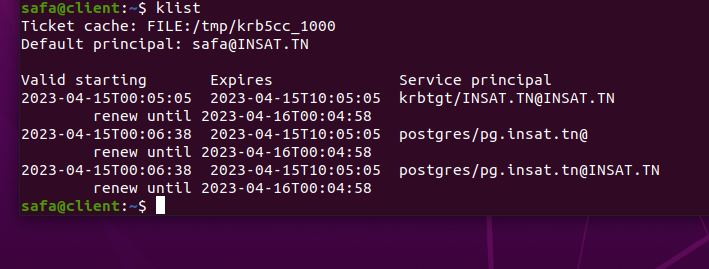 safa@client:~$ klist
Ticket cache: FILE:/tmp/krb5cc_1000
Default principal: safa@INSAT.TN
Valid starting       Expires              Service principal
2023-04-15T00:05:05  2023-04-15T10:05:05  krbtgt/INSAT.TN@INSAT.TN
        renew until 2023-04-16T00:04:58
2023-04-15T00:06:38  2023-04-15T10:05:05  postgres/pg.insat.tn@
        renew until 2023-04-16T00:04:58
2023-04-15T00:06:38  2023-04-15T10:05:05  postgres/pg.insat.tn@INSAT.TN
        renew until 2023-04-16T00:04:58
safa@client:~$